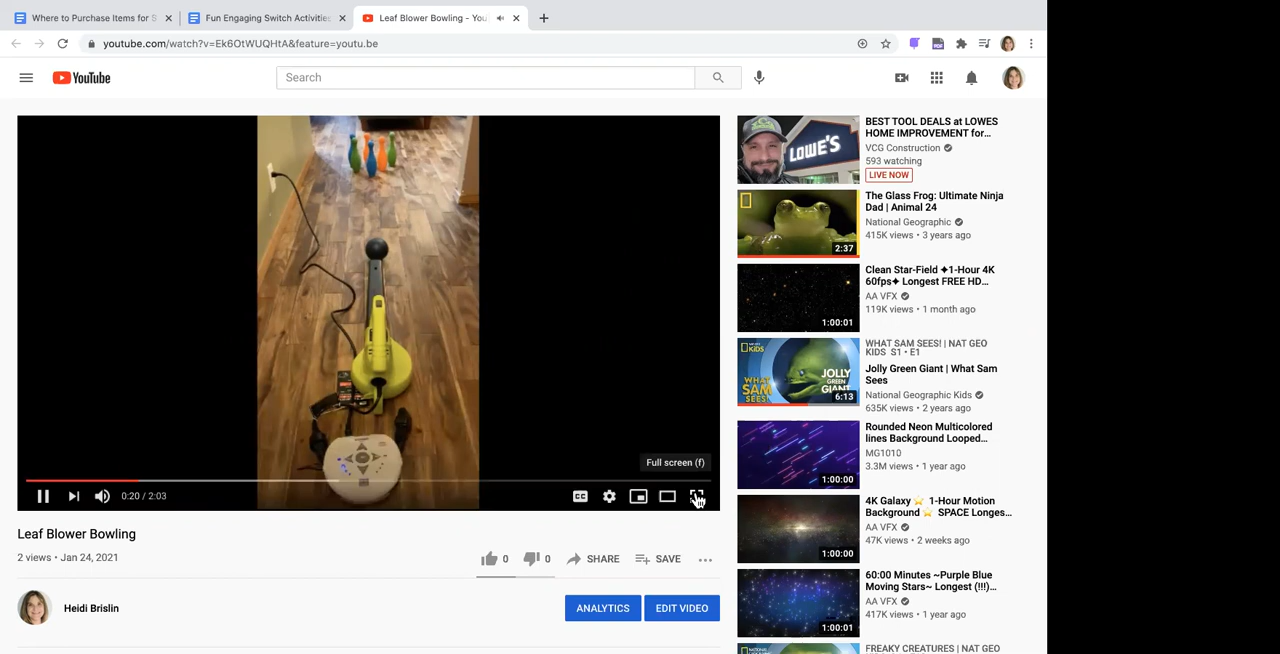 Where to Purchase Items for S
Fun Engaging Switch Activities
Leaf Blower Bowling - You
youtube.com/watch?v=Ek6OtWUQHtA&feature=youtu.be
PDF
YouTube
Search
LOWE'S
BEST TOOL DEALS at LOWES
HOME IMPROVEMENT for...
VCG Construction
593 watching
LIVE NOW
2:37
The Glass Frog: Ultimate Ninja
Dad | Animal 24
National Geographic
415K views • 3 years ago
1:00:01
Clean Star-Field ✦1-Hour 4K
60fps✦ Longest FREE HD...
AA VFX
119K views • 1 month ago
WHAT SAM SEES!
JOLLY GREEN GIANT
6:13
WHAT SAM SEES! | NAT GEO
KIDS S1 • E1
Jolly Green Giant | What Sam
Sees
National Geographic Kids
635K views • 2 years ago
1:00:00
Rounded Neon Multicolored
lines Background Looped...
MG1010
3.3M views • 1 year ago
1:00:00
4K Galaxy ⭐ 1-Hour Motion
Background ⭐ SPACE Longes...
AA VFX
47K views • 2 weeks ago
1:00:01
60:00 Minutes ~Purple Blue
Moving Stars~ Longest (!!!)...
AA VFX
417K views • 1 year ago
FREAKY CREATURES | NAT GEO
Full screen (f)
0:20 / 2:03
CC
Leaf Blower Bowling
2 views • Jan 24, 2021
0
0
SHARE
SAVE
Heidi Brislin
ANALYTICS
EDIT VIDEO